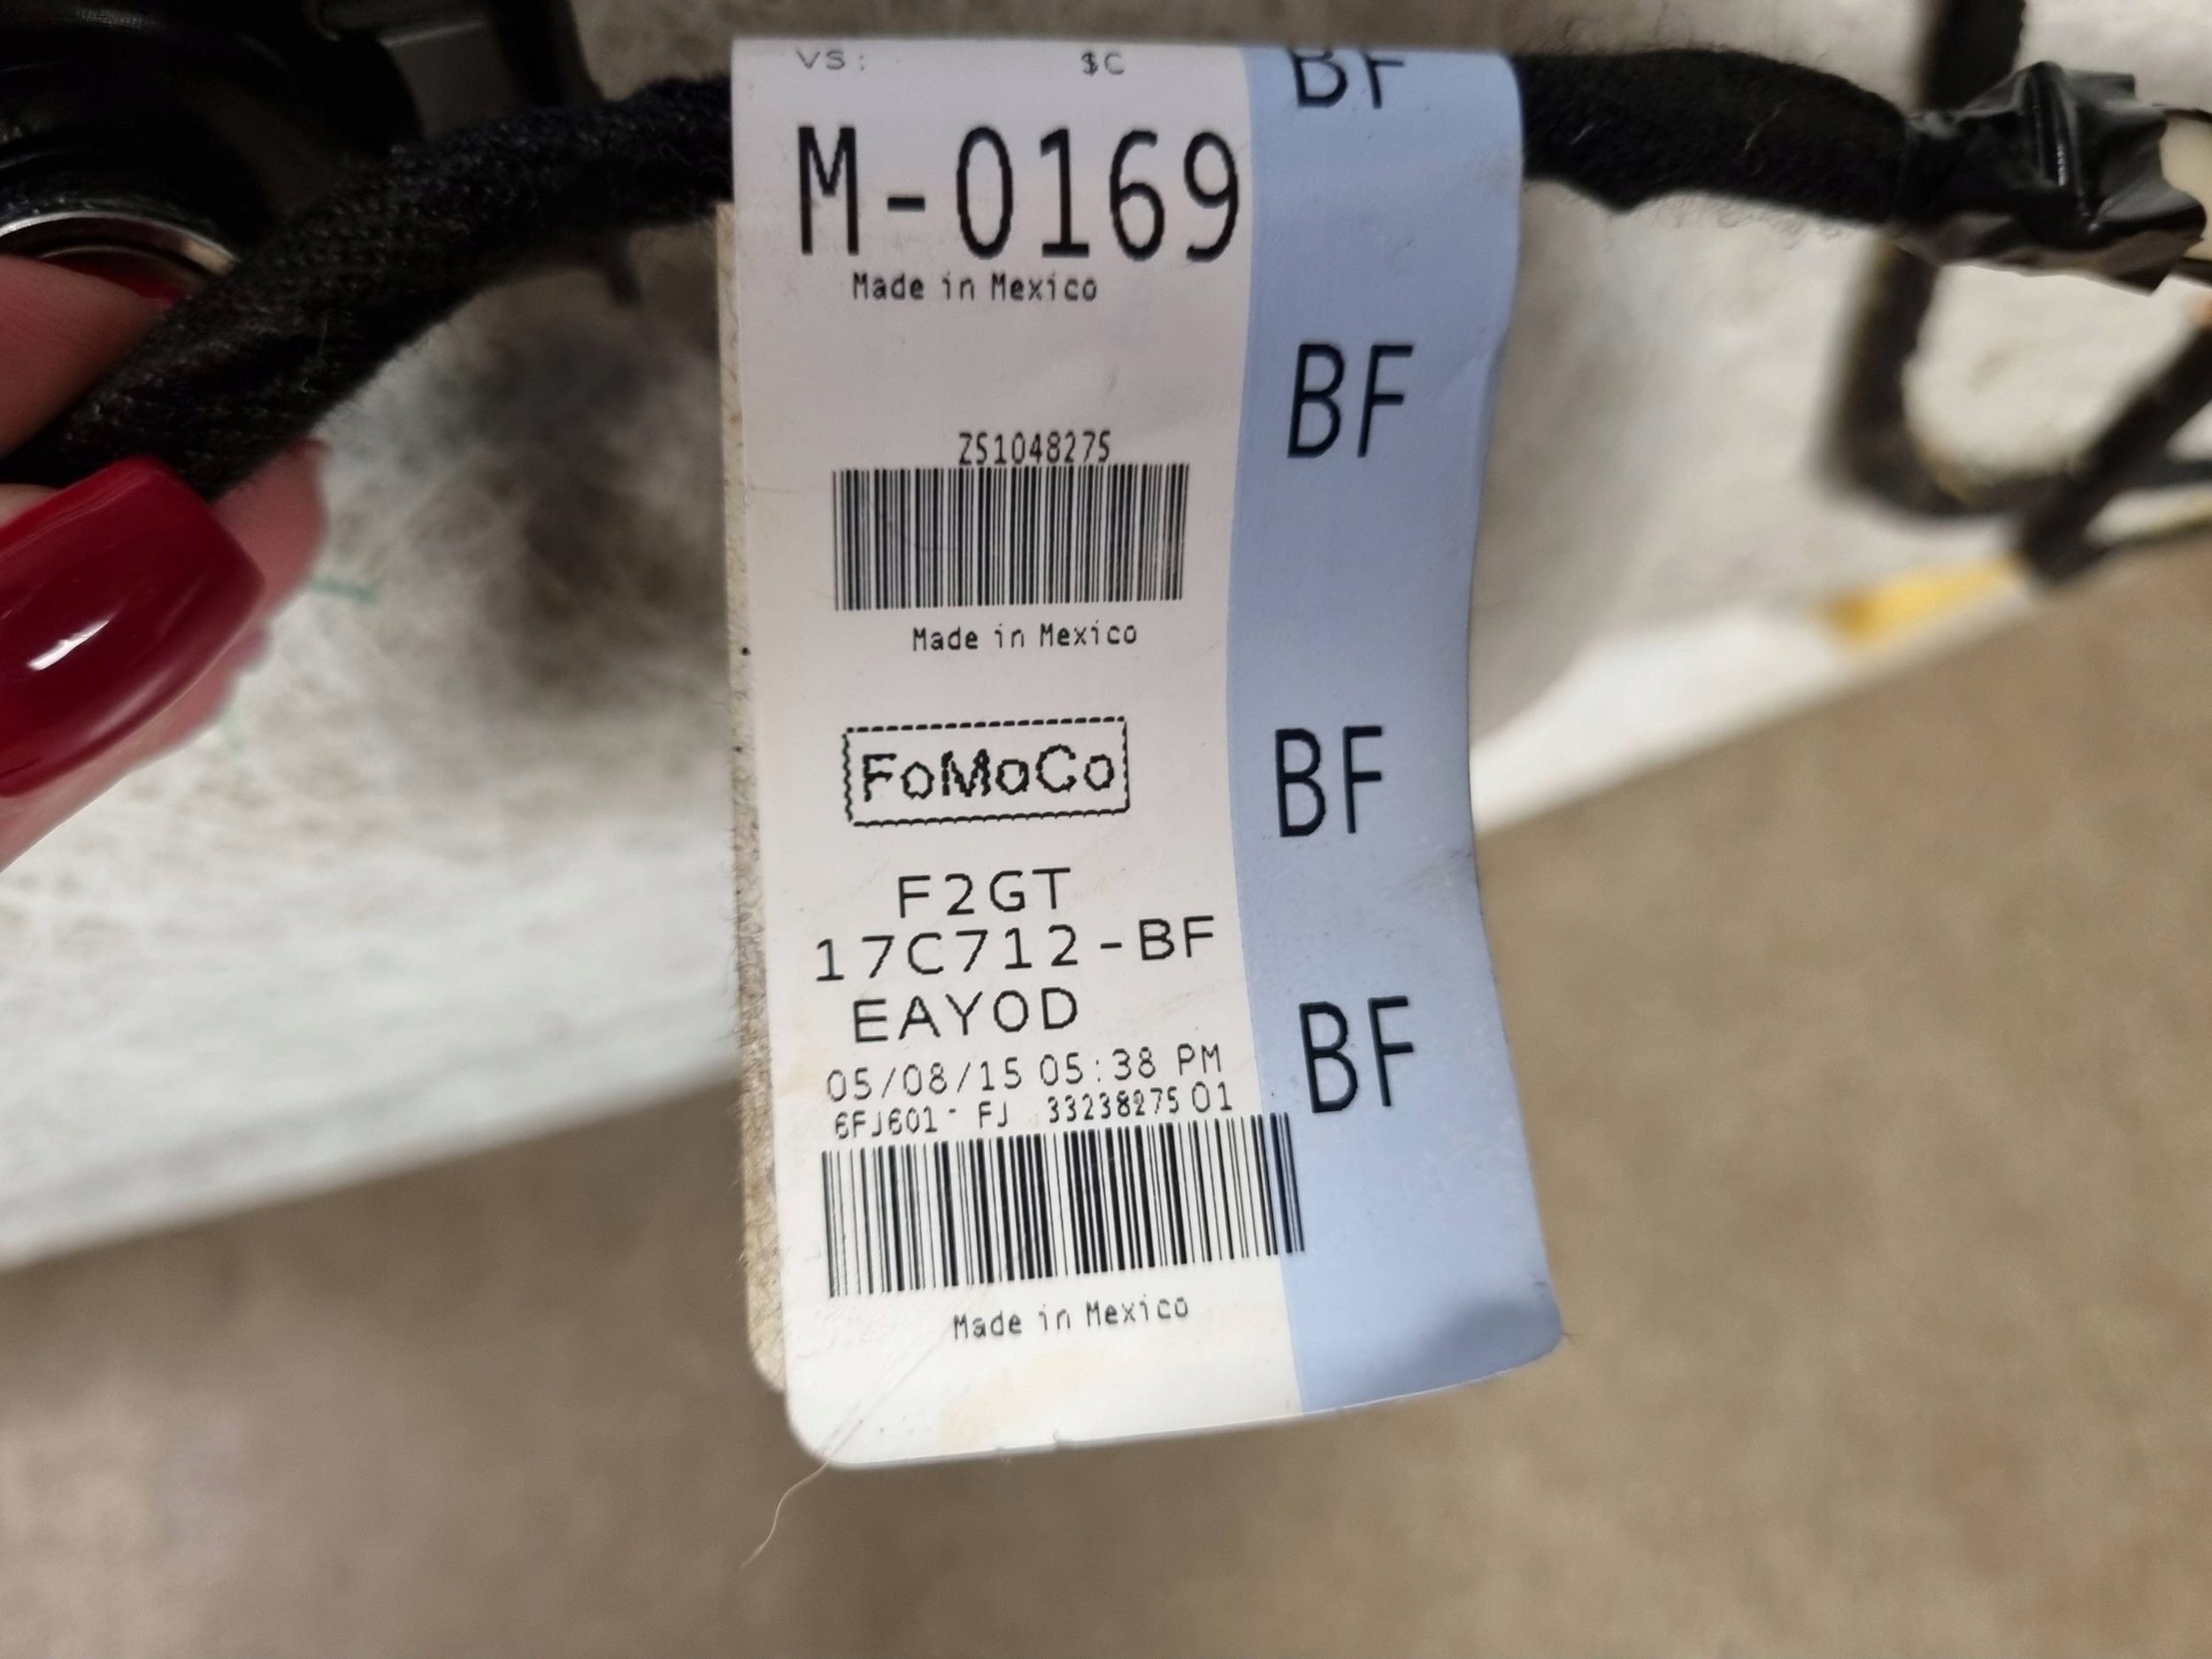 VS: $C
BF
M-0169
Made in Mexico
BF
ZS1048275
Made in Mexico
BF
FoMoCo
F2GT
17C712-BF
EAYOD
BF
05/08/15 05:38 PM
6FJ601- FJ 33238275 01
Made in Mexico